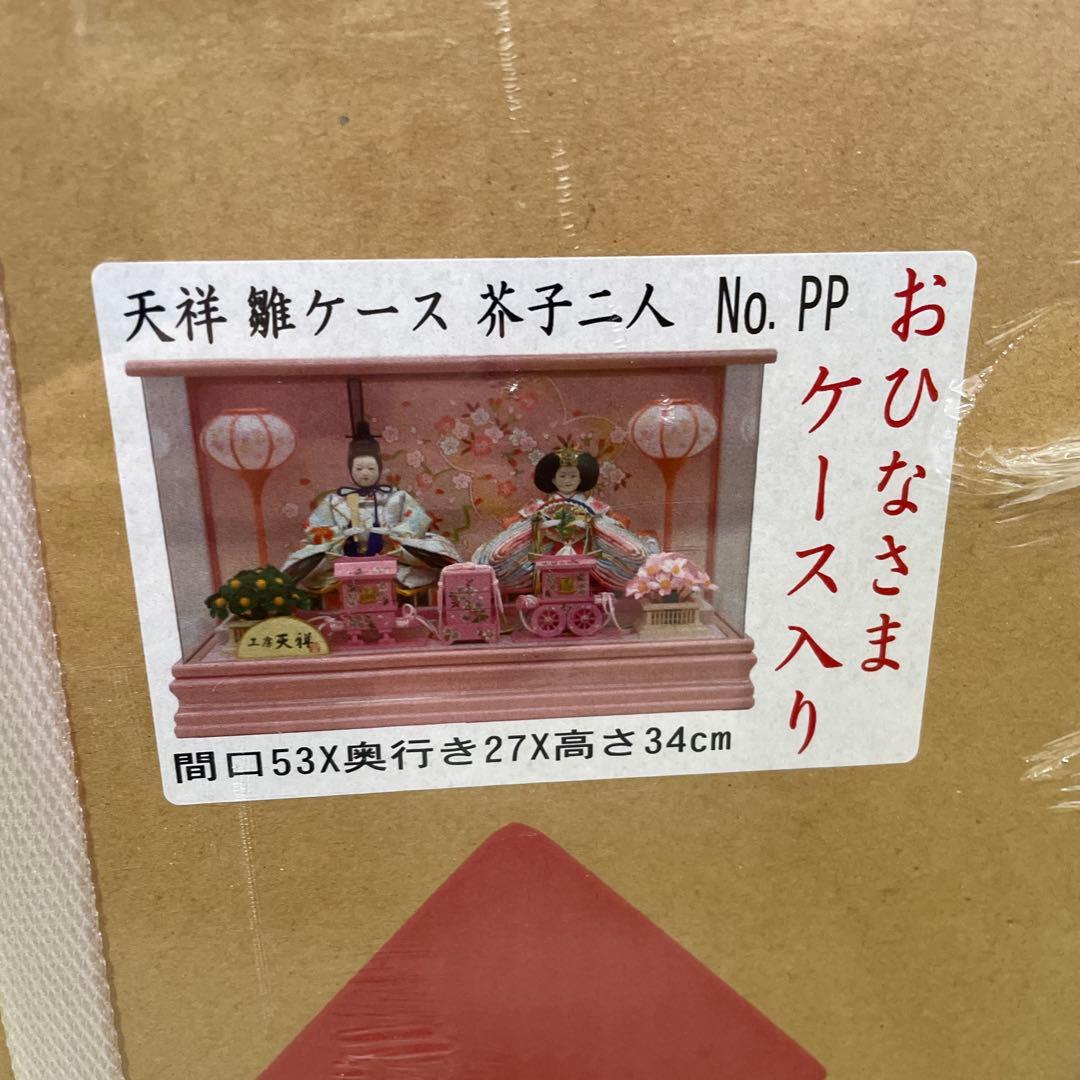 天祥 雛ケース 芥子二人 No. PP
おひなさま
ケース入り
工房天祥
間口53X奥行き27X高さ34cm